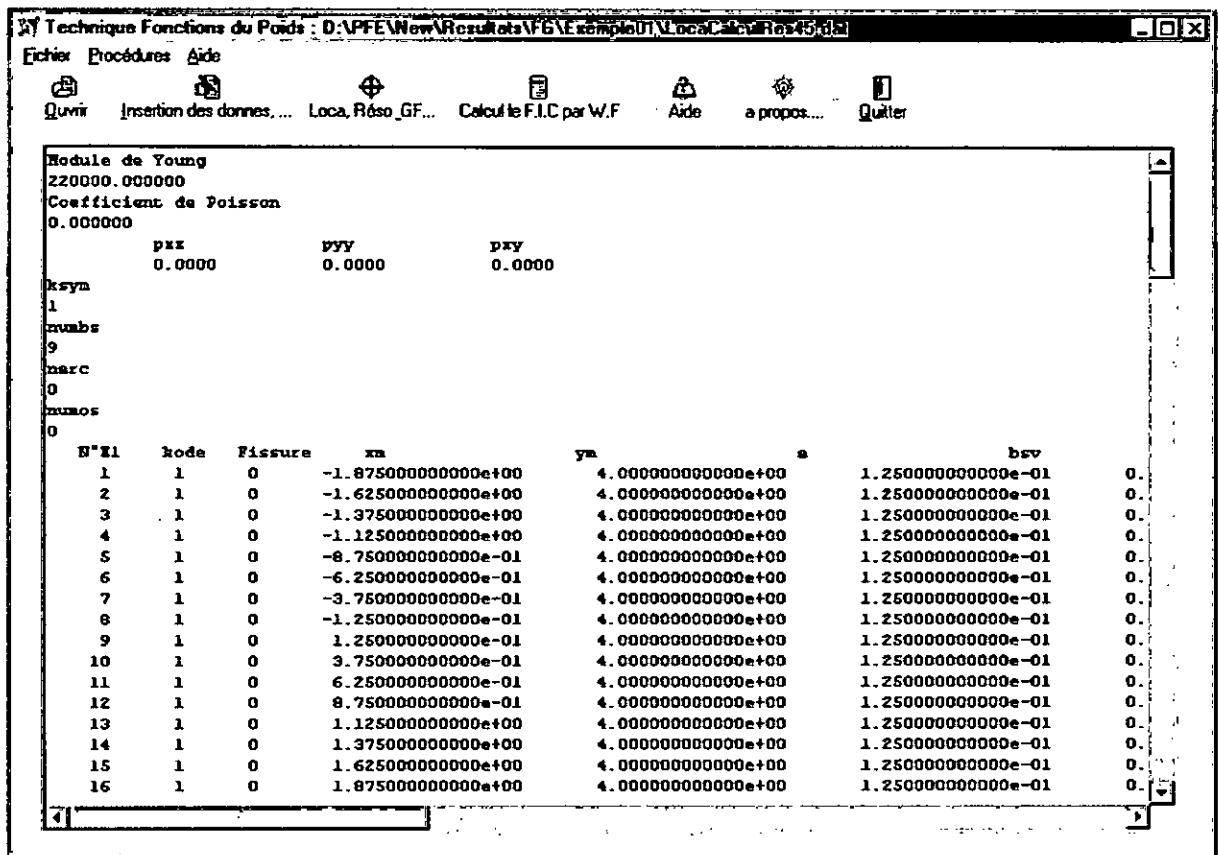 Technique Fonctions du Poids : D:\PFE\New\Resultats\FG\Exemple01\LocaCalculRes45.dat
Fichier Procédures Aide
Ouvrir Insertion des donnes, ... Loca, Réso_GF... Calcul le F.I.C par W.F Aide a propos.... Quitter
Module de Young
220000.000000
Coefficient de Poisson
0.000000
pxx pyy pxy
0.0000 0.0000 0.0000
ksym
1
numbs
9
narc
0
numos
0
N°El kode Fissure xm ym a bsv
1 1 0 -1.875000000000e+00 4.000000000000e+00 1.250000000000e-01 0.
2 1 0 -1.625000000000e+00 4.000000000000e+00 1.250000000000e-01 0.
3 1 0 -1.375000000000e+00 4.000000000000e+00 1.250000000000e-01 0.
4 1 0 -1.125000000000e+00 4.000000000000e+00 1.250000000000e-01 0.
5 1 0 -8.750000000000e-01 4.000000000000e+00 1.250000000000e-01 0.
6 1 0 -6.250000000000e-01 4.000000000000e+00 1.250000000000e-01 0.
7 1 0 -3.750000000000e-01 4.000000000000e+00 1.250000000000e-01 0.
8 1 0 -1.250000000000e-01 4.000000000000e+00 1.250000000000e-01 0.
9 1 0 1.250000000000e-01 4.000000000000e+00 1.250000000000e-01 0.
10 1 0 3.750000000000e-01 4.000000000000e+00 1.250000000000e-01 0.
11 1 0 6.250000000000e-01 4.000000000000e+00 1.250000000000e-01 0.
12 1 0 8.750000000000e-01 4.000000000000e+00 1.250000000000e-01 0.
13 1 0 1.125000000000e+00 4.000000000000e+00 1.250000000000e-01 0.
14 1 0 1.375000000000e+00 4.000000000000e+00 1.250000000000e-01 0.
15 1 0 1.625000000000e+00 4.000000000000e+00 1.250000000000e-01 0.
16 1 0 1.875000000000e+00 4.000000000000e+00 1.250000000000e-01 0.